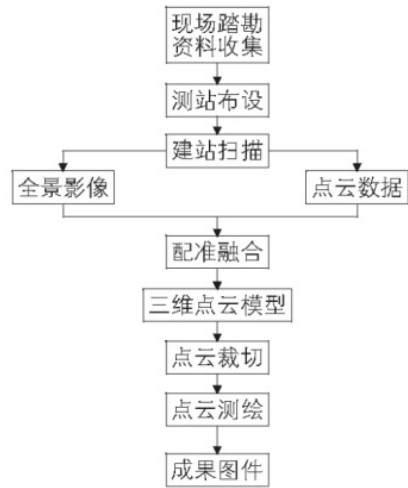 现场踏勘
资料收集
测站布设
建站扫描
全景影像
点云数据
配准融合
三维点云模型
点云裁切
点云测绘
成果图件